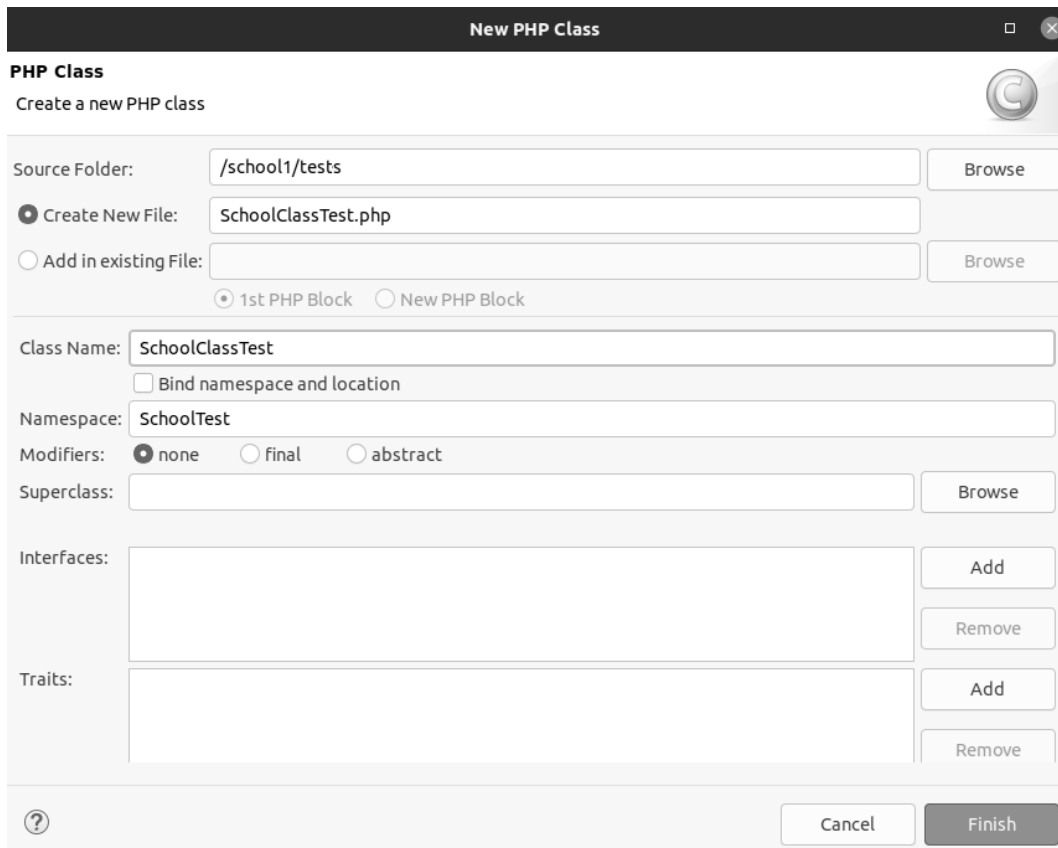 New PHP Class
PHP Class
Create a new PHP class
Source Folder: /school1/tests Browse
Create New File: SchoolClassTest.php
Add in existing File: Browse
1st PHP Block New PHP Block
Class Name: SchoolClassTest
Bind namespace and location
Namespace: SchoolTest
Modifiers: none final abstract
Superclass: Browse
Interfaces: Add
Remove
Traits: Add
Remove
? Cancel Finish